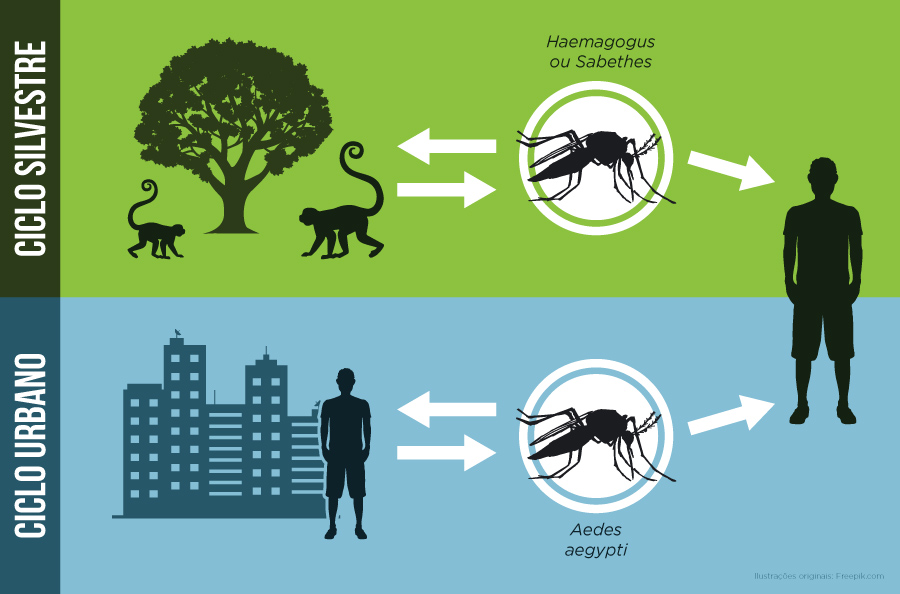 CICLO SILVESTRE
Haemagogus
ou Sabethes
CICLO URBANO
Aedes
aegypti
Ilustrações originais: Freepik.com